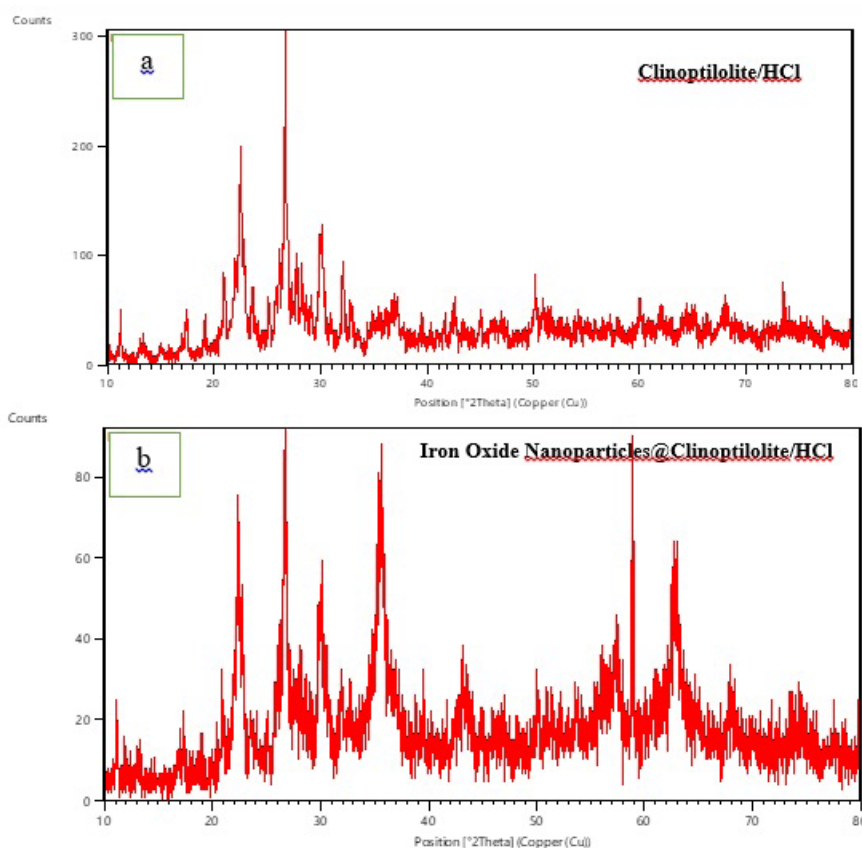 Counts
a
Clinoptilolite/HCl
300
200
100
0
10 20 30 40 50 60 70 80
Position [°2Theta] (Copper (Cu))
Counts
b
Iron Oxide Nanoparticles@Clinoptilolite/HCl
80
60
40
20
0
10 20 30 40 50 60 70 80
Position [°2Theta] (Copper (Cu))